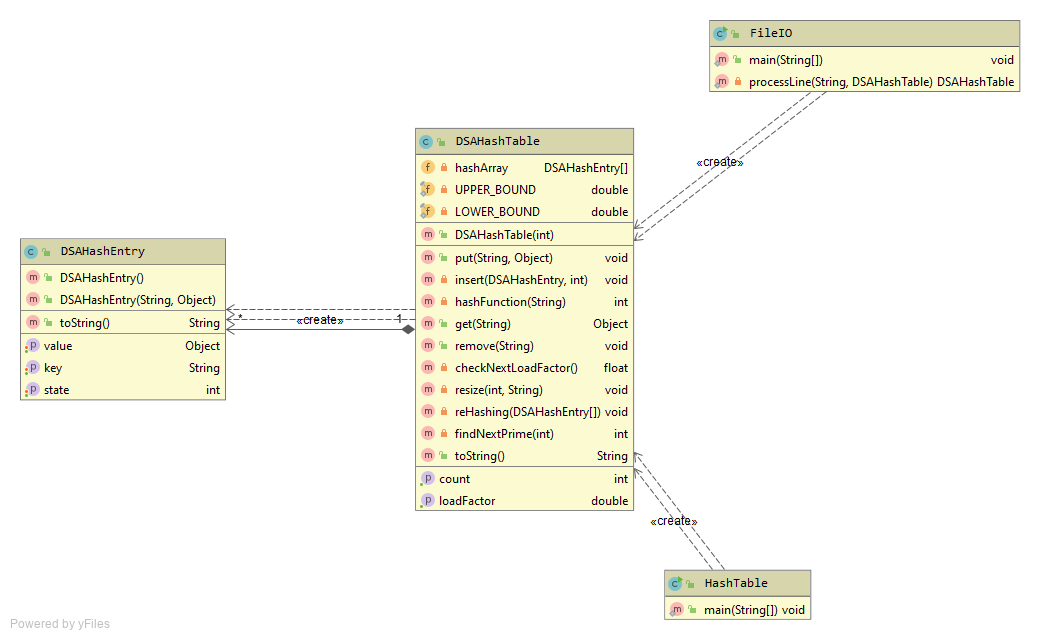 FileIO
main(String[]) void
processLine(String, DSAHashTable) DSAHashTable
«create»
DSAHashTable
hashArray DSAHashEntry[]
UPPER_BOUND double
LOWER_BOUND double
DSAHashTable(int)
put(String, Object) void
insert(DSAHashEntry, int) void
hashFunction(String) int
get(String) Object
remove(String) void
checkNextLoadFactor() float
resize(int, String) void
reHashing(DSAHashEntry[]) void
findNextPrime(int) int
toString() String
count int
loadFactor double
DSAHashEntry
DSAHashEntry()
DSAHashEntry(String, Object)
toString() String
value Object
key String
state int
* «create» 1
«create»
HashTable
main(String[]) void
Powered by yFiles